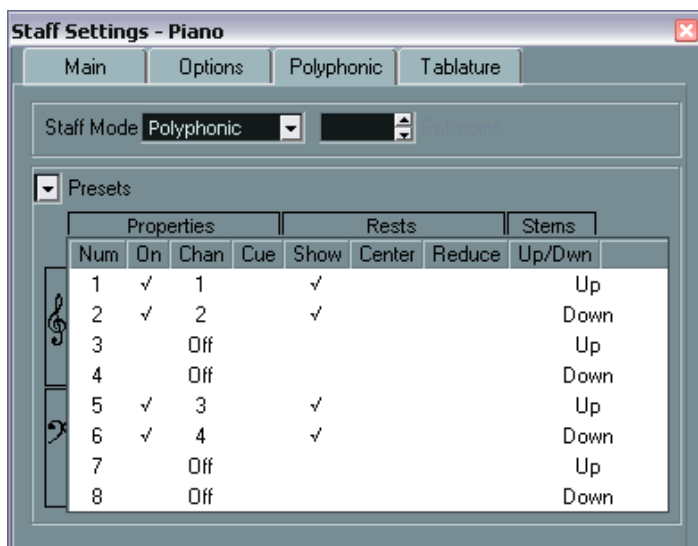 Staff Settings - Piano
Main Options Polyphonic Tablature
Staff Mode Polyphonic Splitpoint
Presets
Properties Rests Stems
Num On Chan Cue Show Center Reduce Up/Dwn
1 √ 1 √ Up
2 √ 2 √ Down
3 Off Up
4 Off Down
5 √ 3 √ Up
6 √ 4 √ Down
7 Off Up
8 Off Down